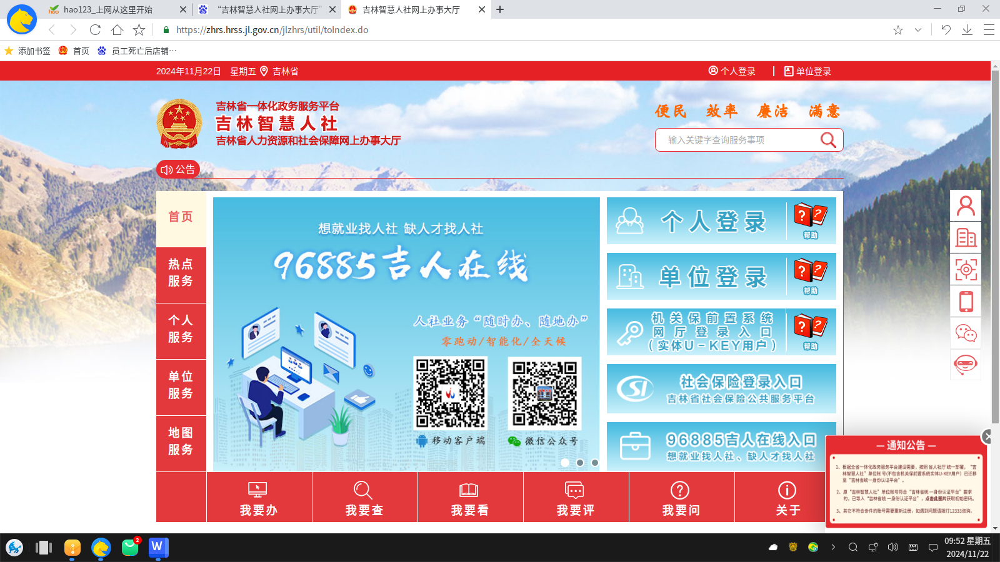 hao123_上网从这里开始
“吉林智慧人社网上办事大厅”
吉林智慧人社网上办事大厅
https://zhrs.hrss.jl.gov.cn/jlzhrs/util/toIndex.do
添加书签
首页
员工死亡后店铺…
2024年11月22日 星期五 吉林省
个人登录
单位登录
吉林省一体化政务服务平台
吉林智慧人社
吉林省人力资源和社会保障网上办事大厅
便民 效率 廉洁 满意
输入关键字查询服务事项
公告
首页
热点
服务
个人
服务
单位
服务
地图
服务
想就业找人社 缺人才找人社
96885吉人在线
人社业务“随时办、随地办”
零跑动/智能化/全天候
移动客户端
微信公众号
个人登录
帮助
单位登录
帮助
机关保前置系统
网厅登录入口
(实体U-KEY用户)
帮助
SI
社会保险登录入口
吉林省社会保险公共服务平台
96885吉人在线入口
想就业找人社、缺人才找人社
我要办
我要查
我要看
我要评
我要问
关于
— 通知公告 —
1、根据全省一体化政务服务平台建设需要，按照 省人社厅 统一部署，“吉
林智慧人社”单位账 号(不包含机关保前置系统实体U-KEY用户）已迁移
至“吉林省统一身份认证平台”。
2、原“吉林智慧人社”单位账号符合“吉林省统 一身份认证平台”要求
的，已导入“吉林省统 一身份认证平台”，点击此图片获取初始密码。
3、其它不符合条件的账号需要重新注册，如遇到问题请拨打12333咨询。
2
W
09:52 星期五
2024/11/22